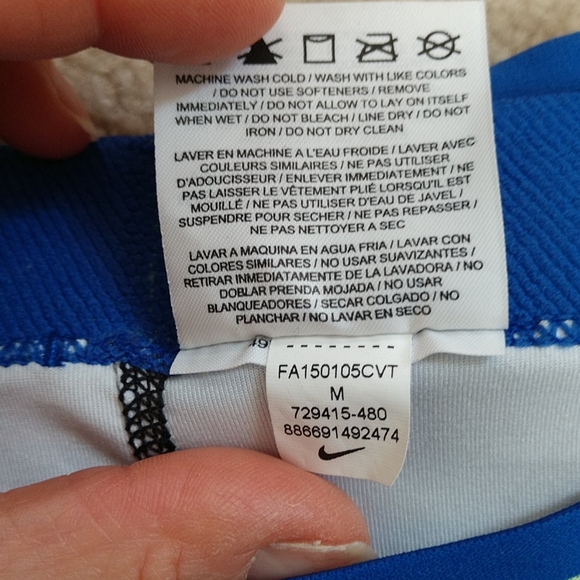 MACHINE WASH COLD / WASH WITH LIKE COLORS
/ DO NOT USE SOFTENERS / REMOVE
IMMEDIATELY / DO NOT ALLOW TO LAY ON ITSELF
WHEN WET / DO NOT BLEACH / LINE DRY / DO NOT
IRON / DO NOT DRY CLEAN
LAVER EN MACHINE A L'EAU FROIDE / LAVER AVEC
COULEURS SIMILAIRES / NE PAS UTILISER
D'ADOUCISSEUR / ENLEVER IMMEDIATEMENT / NE
PAS LAISSER LE VÊTEMENT PLIÉ LORSQU'IL EST
MOUILLÉ / NE PAS UTILISER D'EAU DE JAVEL /
SUSPENDRE POUR SECHER / NE PAS REPASSER /
NE PAS NETTOYER A SEC
LAVAR A MAQUINA EN AGUA FRIA / LAVAR CON
COLORES SIMILARES / NO USAR SUAVIZANTES /
RETIRAR INMEDIATAMENTE DE LA LAVADORA / NO
DOBLAR PRENDA MOJADA / NO USAR
BLANQUEADORES / SECAR COLGADO / NO
PLANCHAR / NO LAVAR EN SECO
49
FA150105CVT
M
729415-480
886691492474